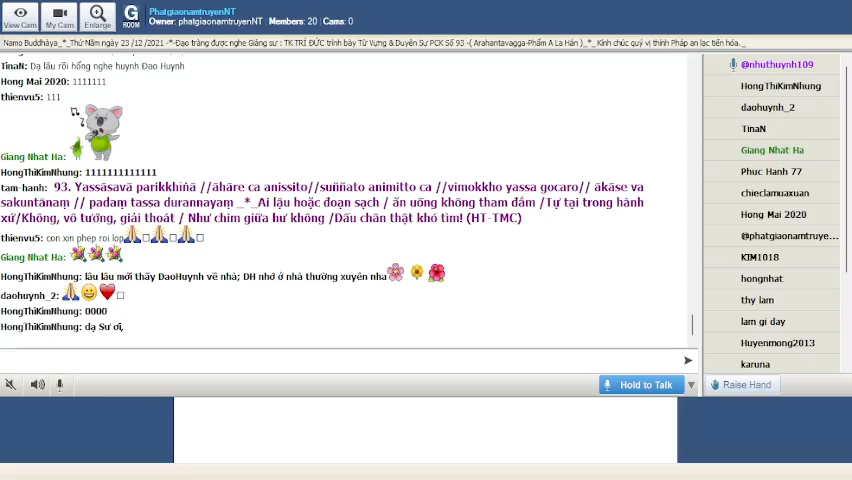 View Cam
My Cam
Enlarge
G ROOM
PhatgiaonamtruyenNT
Owner: phatgiaonamtruyenNT | Members: 20 | Cams: 0
Namo Buddhàya_*_Thứ Năm ngày 23 /12 /2021 -*-Đạo tràng được nghe Giảng sư : TK TRÍ ĐỨC trình bày Từ Vựng & Duyên Sự PCK Số 93 -( Arahantavagga-Phẩm A La Hán )_*_ Kính chúc quý vị thính Pháp an lạc tiến hóa._
TinaN: Dạ lâu rồi hổng nghe huynh Đao Huynh
Hong Mai 2020: 1111111
thienvu5: 111
Giang Nhat Ha:
HongThiKimNhung: 1111111111111
tam-hanh: 93. Yassāsavā parikkhīṇā //āhāre ca anissito//suññato animitto ca //vimokkho yassa gocaro// ākāse va
sakuntānaṃ // padaṃ tassa durannayaṃ _*_Ai lậu hoặc đoạn sạch / ăn uống không tham đắm /Tự tại trong hành
xứ/Không, vô tướng, giải thoát / Như chim giữa hư không /Dấu chân thật khó tìm! (HT-TMC)
thienvu5: con xin phep roi lop
Giang Nhat Ha:
HongThiKimNhung: lâu lâu mới thấy DaoHuynh về nhà; ĐH nhớ ở nhà thường xuyên nha
daohuynh_2:
HongThiKimNhung: 0000
HongThiKimNhung: dạ Sư ơi,
Hold to Talk
Raise Hand
@nhuthuynh109
HongThiKimNhung
daohuynh_2
TinaN
Giang Nhat Ha
Phuc Hanh 77
chieclamuaxuan
Hong Mai 2020
@phatgiaonamtruye...
KIM1018
hongnhat
thy lam
lam gi day
Huyenmong2013
karuna